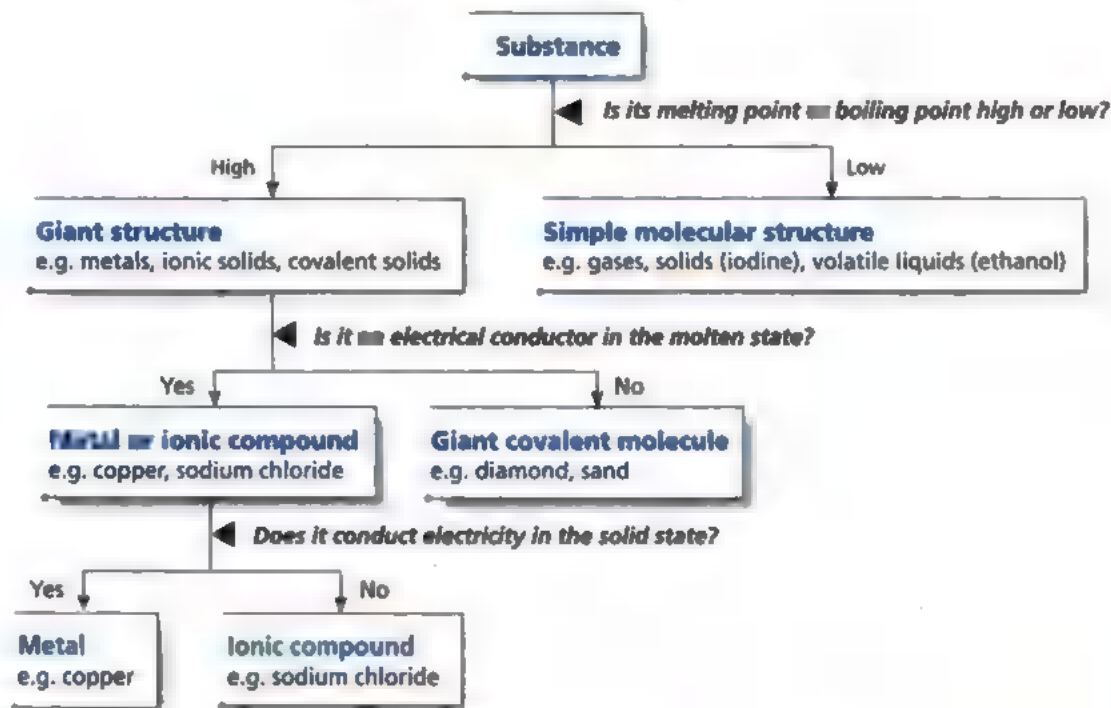 Substance
Is its melting point boiling point high or low?
High
Low
Giant structure
e.g. metals, ionic solids, covalent solids
Simple molecular structure
e.g. gases, solids (iodine), volatile liquids (ethanol)
Is it electrical conductor in the molten state?
Yes
No
Metal or ionic compound
e.g. copper, sodium chloride
Giant covalent molecule
e.g. diamond, sand
Does it conduct electricity in the solid state?
Yes
No
Metal
e.g. copper
Ionic compound
e.g. sodium chloride